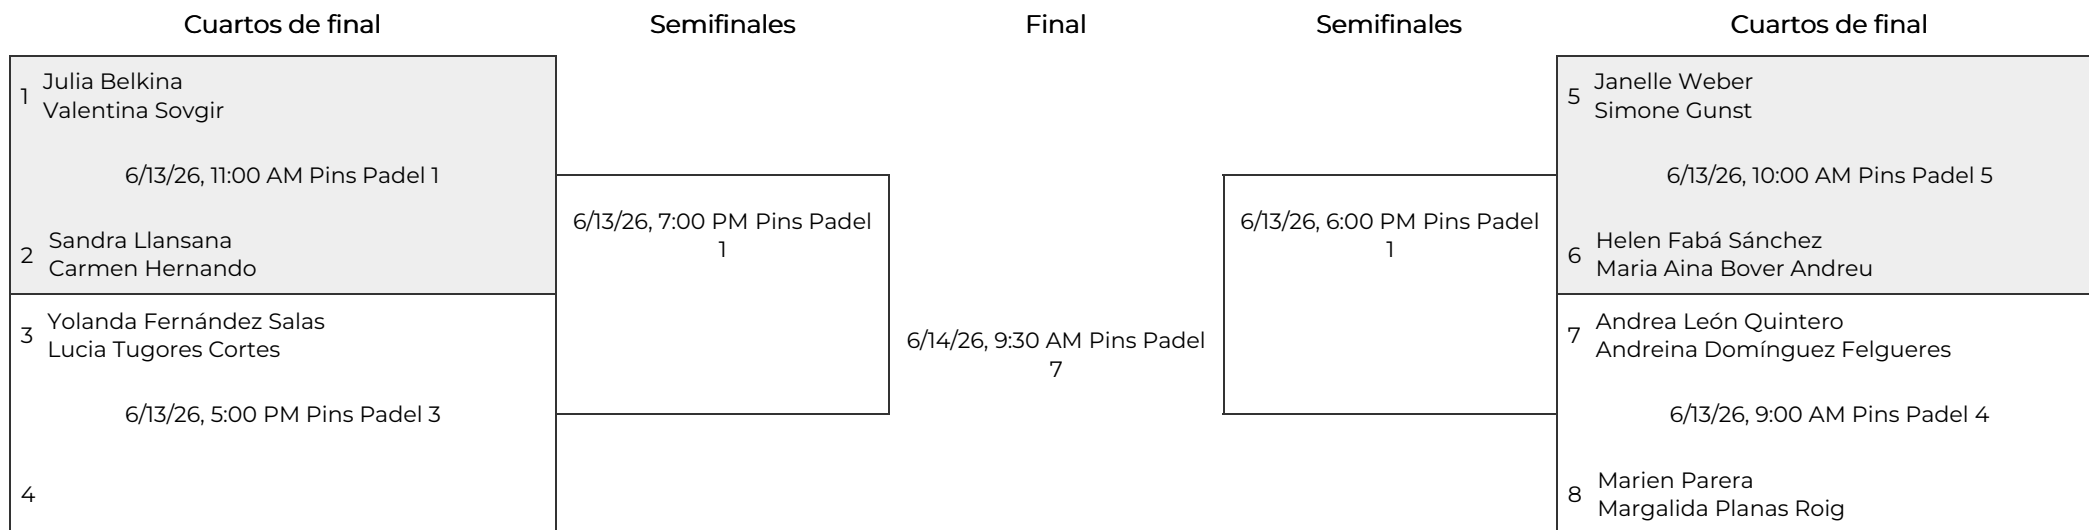 Cuartos de final
Semifinales
Final
Semifinales
Cuartos de final
1
Julia Belkina
Valentina Sovgir
6/13/26, 11:00 AM Pins Padel 1
2
Sandra Llansana
Carmen Hernando
3
Yolanda Fernández Salas
Lucia Tugores Cortes
6/13/26, 5:00 PM Pins Padel 3
4
6/13/26, 7:00 PM Pins Padel
1
6/14/26, 9:30 AM Pins Padel
7
6/13/26, 6:00 PM Pins Padel
1
5
Janelle Weber
Simone Gunst
6/13/26, 10:00 AM Pins Padel 5
6
Helen Fabá Sánchez
Maria Aina Bover Andreu
7
Andrea León Quintero
Andreina Domínguez Felgueres
6/13/26, 9:00 AM Pins Padel 4
8
Marien Parera
Margalida Planas Roig